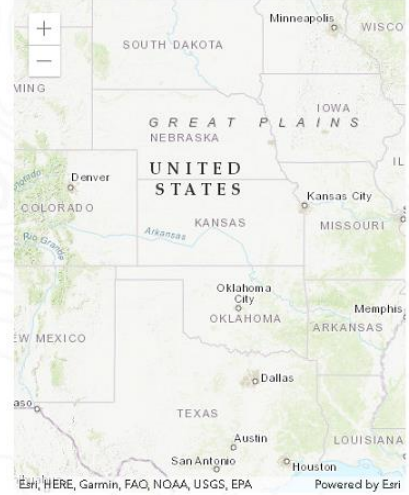 Minneapolis
WISCO
+
SOUTH DAKOTA
—
MING
IOWA
GREAT PLAINS
NEBRASKA
IL
UNITED
STATES
Denver
Colorado
Kansas City
COLORADO
KANSAS
MISSOURI
Arkansas
Rio Grande
Oklahoma
City
Memphis
OKLAHOMA
ARKANSAS
EW MEXICO
Dallas
aso
TEXAS
Austin
LOUISIANA
San Antonio
Houston
Esri, HERE, Garmin, FAO, NOAA, USGS, EPA
Powered by Esri